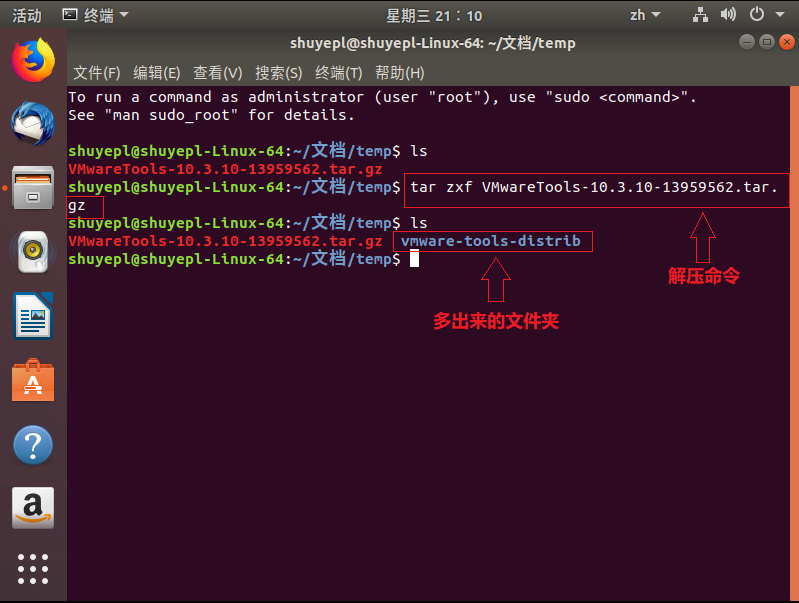 活动 终端 星期三 21：10 zh
shuyepl@shuyepl-Linux-64: ~/文档/temp
文件(F) 编辑(E) 查看(V) 搜索(S) 终端(T) 帮助(H)
To run a command as administrator (user "root"), use "sudo <command>".
See "man sudo_root" for details.
shuyepl@shuyepl-Linux-64:~/文档/temp$ ls
VMwareTools-10.3.10-13959562.tar.gz
shuyepl@shuyepl-Linux-64:~/文档/temp$ tar zxf VMwareTools-10.3.10-13959562.tar.
gz
shuyepl@shuyepl-Linux-64:~/文档/temp$ ls
VMwareTools-10.3.10-13959562.tar.gz vmware-tools-distrib
shuyepl@shuyepl-Linux-64:~/文档/temp$
解压命令
多出来的文件夹